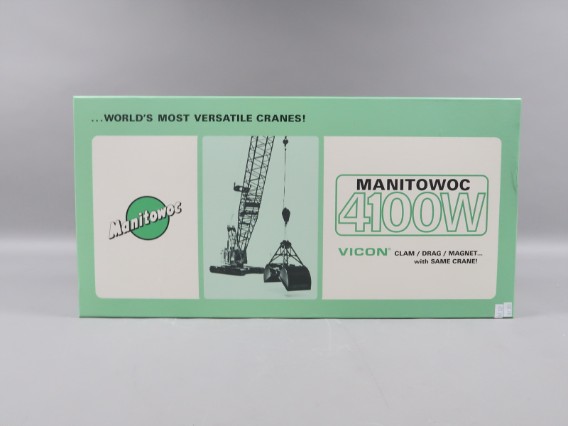 ...WORLD'S MOST VERSATILE CRANES!
Manitowoc
MANITOWOC
4100W
VICON® CLAM / DRAG / MAGNET...
with SAME CRANE!